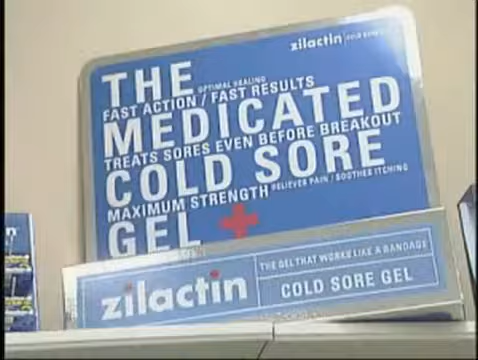 zilactin
THE
OPTIMAL HEALING
FAST ACTION / FAST RESULTS
MEDICATED
TREATS SORES EVEN BEFORE BREAKOUT
COLD SORE
MAXIMUM STRENGTH RELIEVES PAIN / SOOTHES ITCHING
GEL +
zilactin
THE GEL THAT WORKS LIKE A BANDAGE
COLD SORE GEL